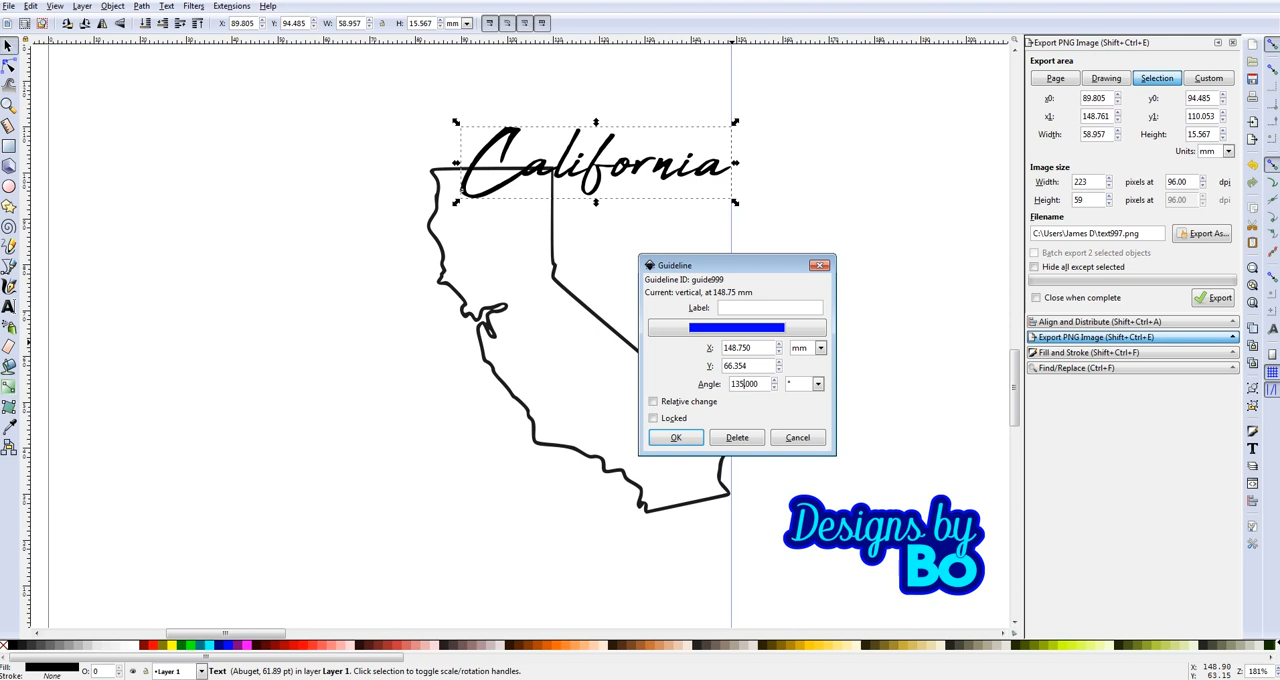 File Edit View Layer Object Path Text Filters Extensions Help
X: 89.805 Y: 94.485 W: 58.957 H: 15.567 mm
Export PNG Image (Shift+Ctrl+E)
Export area
Page Drawing Selection Custom
x0: 89.805 y0: 94.485
x1: 148.761 y1: 110.053
Width: 58.957 Height: 15.567
Units: mm
Image size
Width: 223 pixels at 96.00 dpi
Height: 59 pixels at 96.00 dpi
Filename
C:\Users\James D\text997.png Export As...
Batch export 2 selected objects
Hide all except selected
Close when complete Export
Align and Distribute (Shift+Ctrl+A)
Export PNG Image (Shift+Ctrl+E)
Fill and Stroke (Shift+Ctrl+F)
Find/Replace (Ctrl+F)
California
Guideline
Guideline ID: guide999
Current: vertical, at 148.75 mm
Label:
X: 148.750 mm
Y: 66.354
Angle: 135.000 °
Relative change
Locked
OK Delete Cancel
Designs by
Bo
Fill:
Stroke: None
O: 0
Layer 1
Text (Abuget, 61.89 pt) in layer Layer 1. Click selection to toggle scale/rotation handles.
X: 148.90
Y: 63.15
Z: 181%